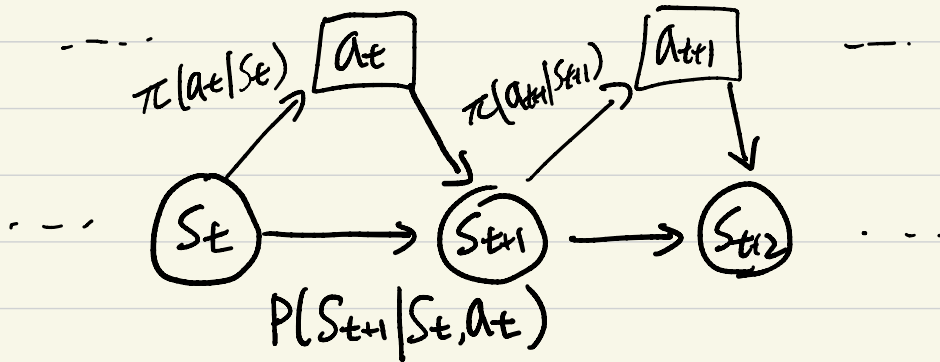 π(at|St) at π(at+1|St+1) at+1
St St+1 St+2
P(St+1|St,at)